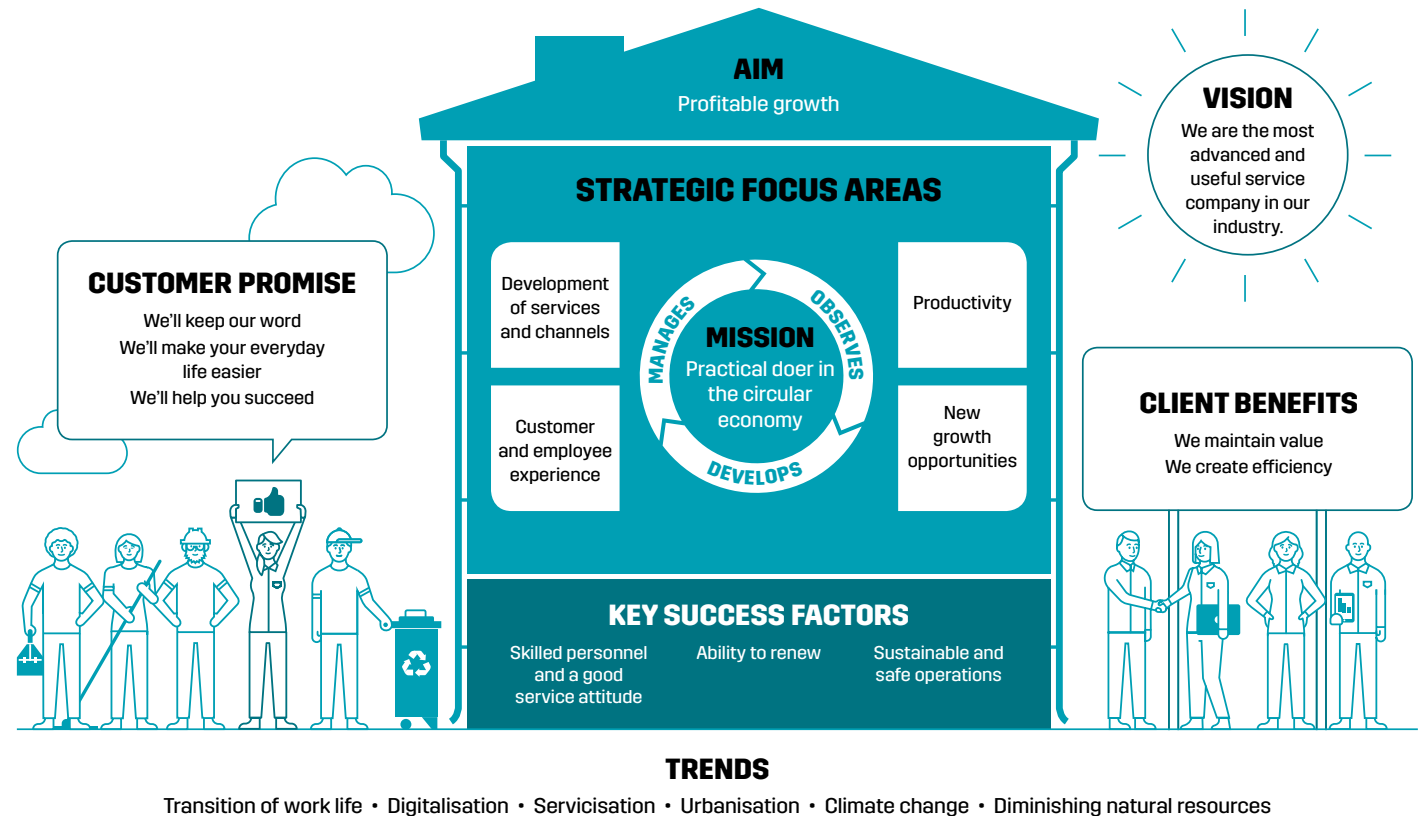 AIM
Profitable growth
VISION
We are the most
advanced and
useful service
company in our
industry.
STRATEGIC FOCUS AREAS
CUSTOMER PROMISE
We'll keep our word
We'll make your everyday
life easier
We'll help you succeed
Development
of services
and channels
Customer
and employee
experience
MANAGES
OBSERVES
DEVELOPS
MISSION
Practical doer in
the circular
economy
Productivity
New
growth
opportunities
CLIENT BENEFITS
We maintain value
We create efficiency
KEY SUCCESS FACTORS
Skilled personnel
and a good
service attitude
Ability to renew
Sustainable and
safe operations
TRENDS
Transition of work life • Digitalisation • Servicisation • Urbanisation • Climate change • Diminishing natural resources